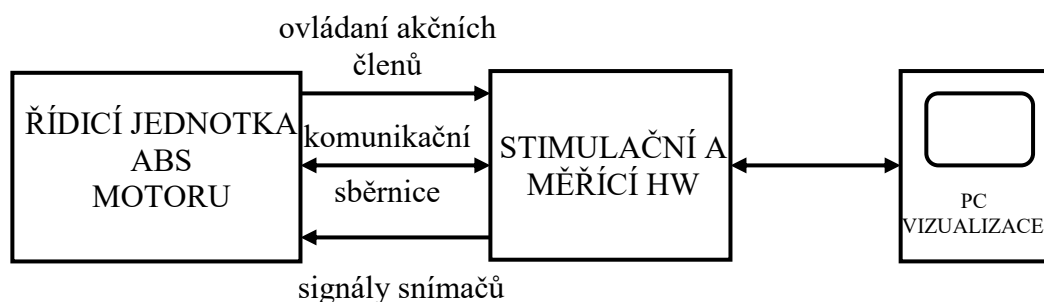 ovládaní akčních
členů
ŘÍDICÍ JEDNOTKA
ABS
MOTORU
komunikační
sběrnice
signály snímačů
STIMULAČNÍ A
MĚŘÍCÍ HW
PC
VIZUALIZACE